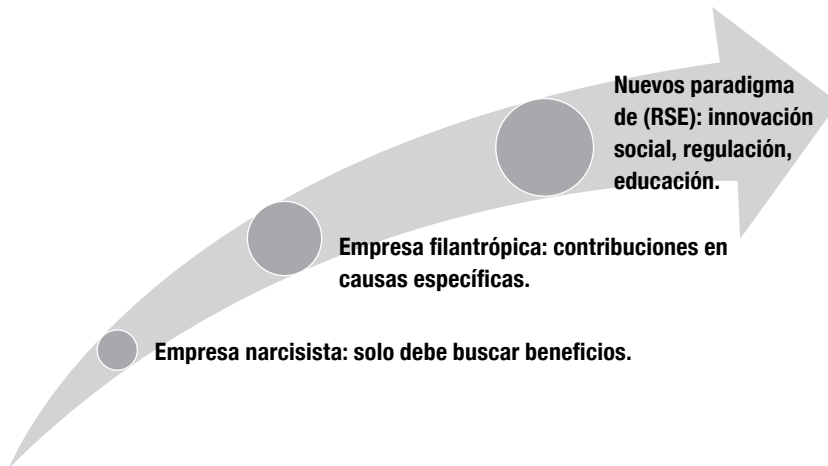 Nuevos paradigma
de (RSE): innovación
social, regulación,
educación.
Empresa filantrópica: contribuciones en
causas específicas.
Empresa narcisista: solo debe buscar beneficios.